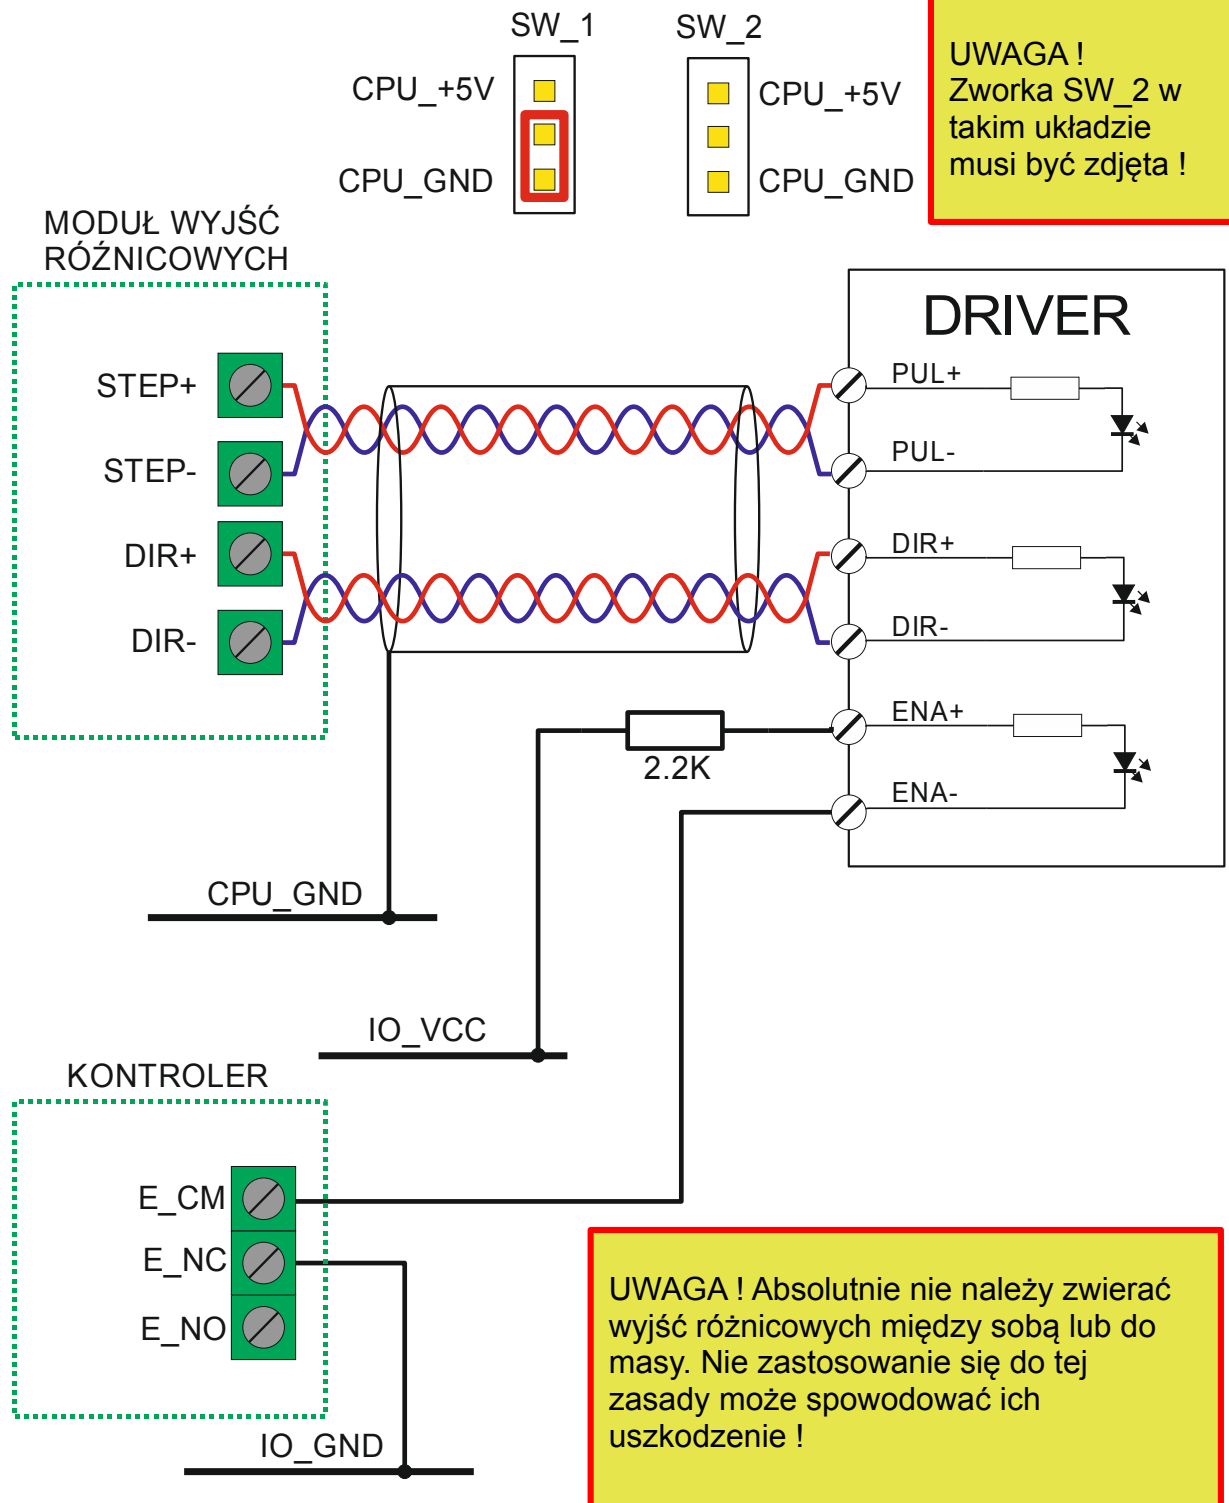 SW_1
SW_2
CPU_+5V
CPU_+5V
CPU_GND
CPU_GND
UWAGA !
Zworka SW_2 w
takim układzie
musi być zdjęta !
MODUŁ WYJŚĆ
RÓŹNICOWYCH
STEP+
STEP-
DIR+
DIR-
DRIVER
PUL+
PUL-
DIR+
DIR-
ENA+
ENA-
2.2K
CPU_GND
IO_VCC
KONTROLER
E_CM
E_NC
E_NO
IO_GND
UWAGA ! Absolutnie nie należy zwierać
wyjść różnicowych między sobą lub do
masy. Nie zastosowanie się do tej
zasady może spowodować ich
uszkodzenie !